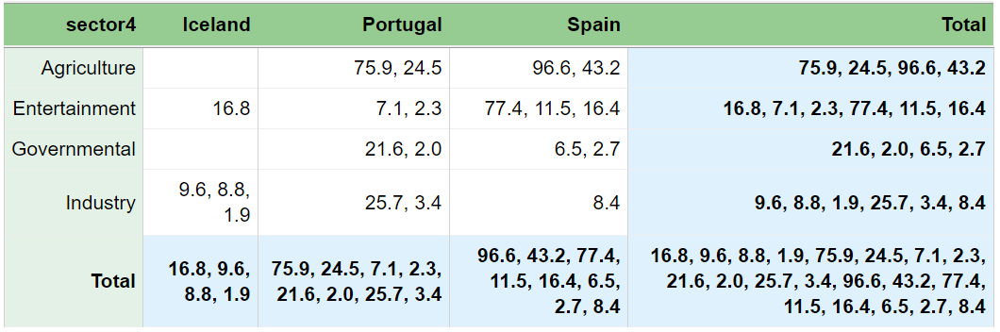 sector4 Iceland Portugal Spain Total
Agriculture 75.9, 24.5 96.6, 43.2 75.9, 24.5, 96.6, 43.2
Entertainment 16.8 7.1, 2.3 77.4, 11.5, 16.4 16.8, 7.1, 2.3, 77.4, 11.5, 16.4
Governmental 21.6, 2.0 6.5, 2.7 21.6, 2.0, 6.5, 2.7
Industry 9.6, 8.8,
1.9 25.7, 3.4 8.4 9.6, 8.8, 1.9, 25.7, 3.4, 8.4
Total 16.8, 9.6,
8.8, 1.9 75.9, 24.5, 7.1, 2.3,
21.6, 2.0, 25.7, 3.4 96.6, 43.2, 77.4,
11.5, 16.4, 6.5,
2.7, 8.4 16.8, 9.6, 8.8, 1.9, 75.9, 24.5, 7.1, 2.3,
21.6, 2.0, 25.7, 3.4, 96.6, 43.2, 77.4,
11.5, 16.4, 6.5, 2.7, 8.4